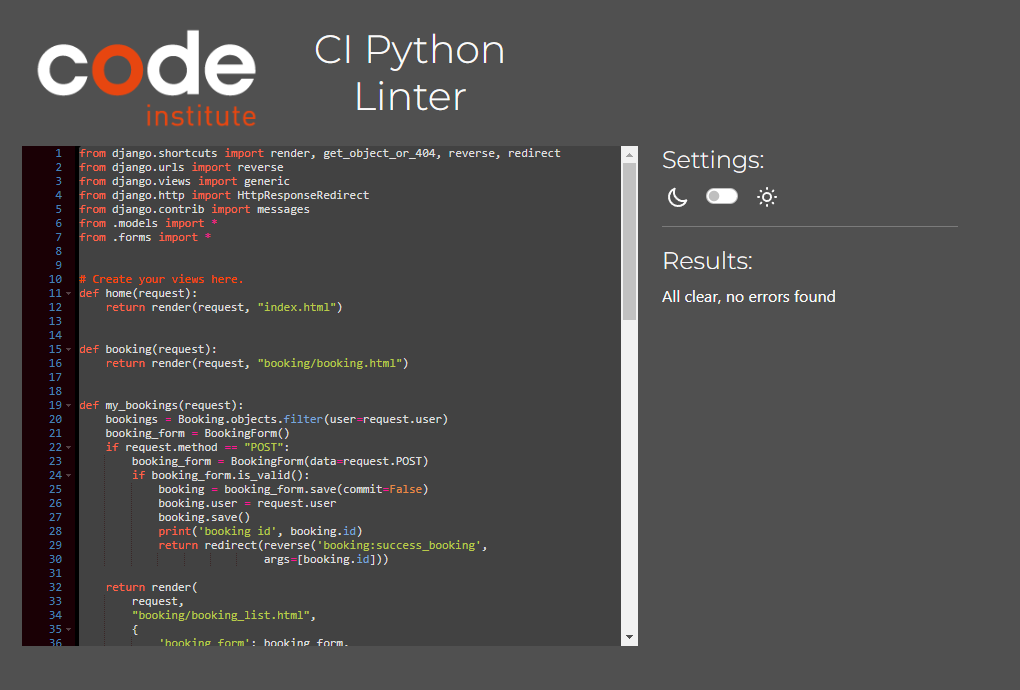 code
institute
CI Python
Linter
1 from django.shortcuts import render, get_object_or_404, reverse, redirect
2 from django.urls import reverse
3 from django.views import generic
4 from django.http import HttpResponseRedirect
5 from django.contrib import messages
6 from .models import *
7 from .forms import *
8
9
10 # Create your views here.
11 def home(request):
12     return render(request, "index.html")
13
14
15 def booking(request):
16     return render(request, "booking/booking.html")
17
18
19 def my_bookings(request):
20     bookings = Booking.objects.filter(user=request.user)
21     booking_form = BookingForm()
22     if request.method == "POST":
23         booking_form = BookingForm(data=request.POST)
24         if booking_form.is_valid():
25             booking = booking_form.save(commit=False)
26             booking.user = request.user
27             booking.save()
28             print('booking id', booking.id)
29             return redirect(reverse('booking:success_booking',
30                             args=[booking.id]))
31
32     return render(
33         request,
34         "booking/booking_list.html",
35         {
36             'booking_form': booking_form,
Settings:
Results:
All clear, no errors found